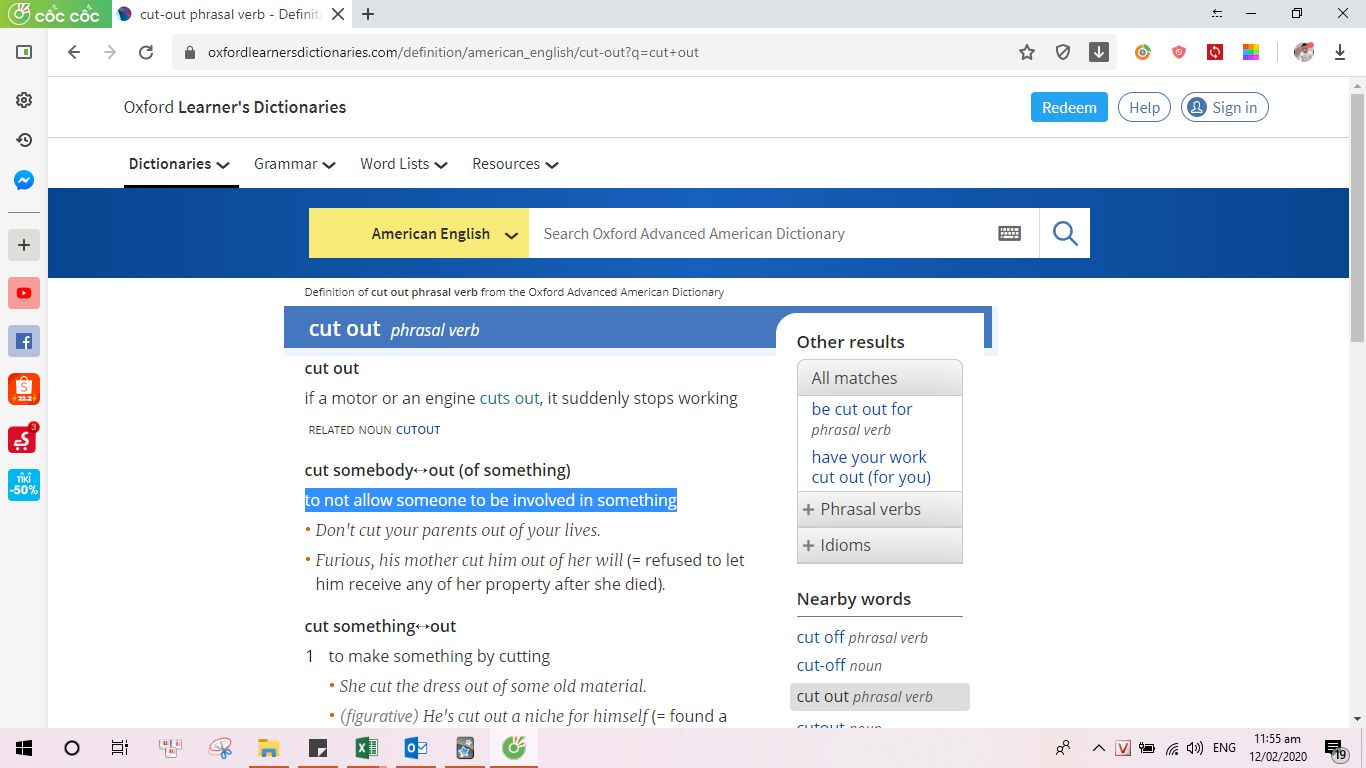 cốc cốc
cut-out phrasal verb - Definit
oxfordlearnersdictionaries.com/definition/american_english/cut-out?q=cut+out
Oxford Learner's Dictionaries
Redeem
Help
Sign in
Dictionaries
Grammar
Word Lists
Resources
American English
Search Oxford Advanced American Dictionary
Definition of cut out phrasal verb from the Oxford Advanced American Dictionary
cut out phrasal verb
cut out
if a motor or an engine cuts out, it suddenly stops working
RELATED NOUN CUTOUT
cut somebody↔out (of something)
to not allow someone to be involved in something
• Don't cut your parents out of your lives.
• Furious, his mother cut him out of her will (= refused to let
him receive any of her property after she died).
cut something↔out
1 to make something by cutting
• She cut the dress out of some old material.
• (figurative) He's cut out a niche for himself (= found a
Other results
All matches
be cut out for
phrasal verb
have your work
cut out (for you)
+ Phrasal verbs
+ Idioms
Nearby words
cut off phrasal verb
cut-off noun
cut out phrasal verb
cutout noun
S
22.2
3
TIKI
-50%
V
ENG
11:55 am
12/02/2020
19